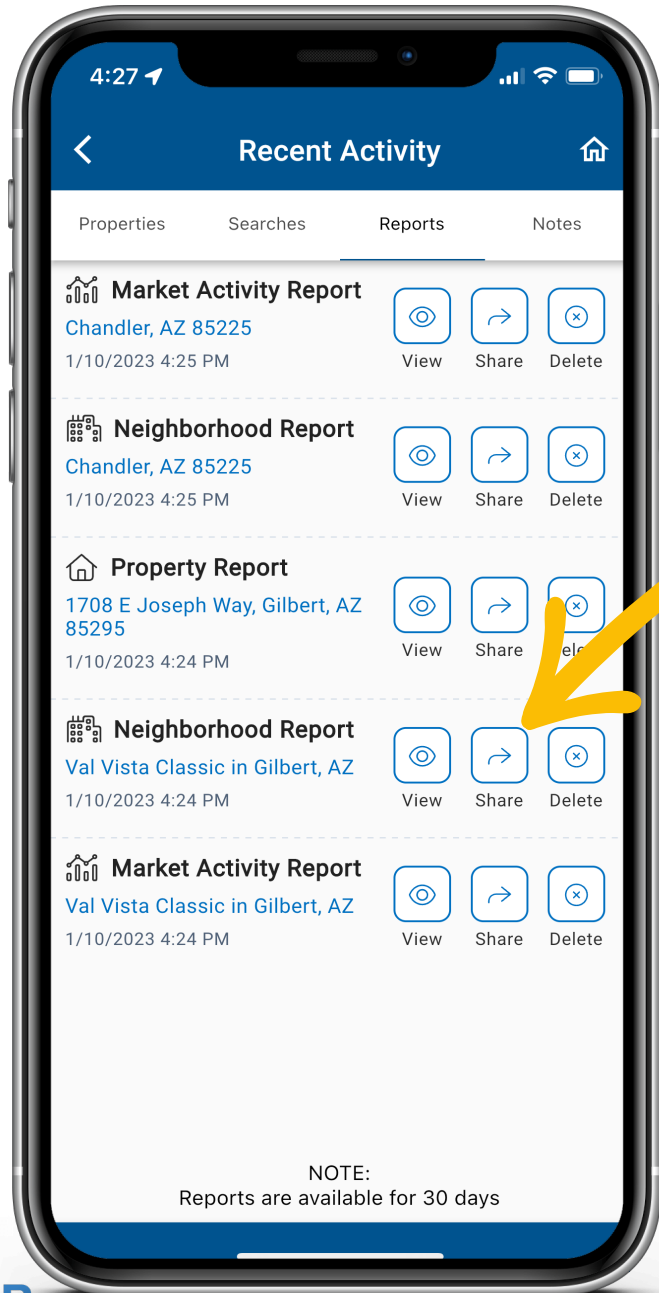 4:27
Recent Activity
Properties Searches Reports Notes
Market Activity Report
Chandler, AZ 85225
1/10/2023 4:25 PM
View Share Delete
Neighborhood Report
Chandler, AZ 85225
1/10/2023 4:25 PM
View Share Delete
Property Report
1708 E Joseph Way, Gilbert, AZ
85295
1/10/2023 4:24 PM
View Share
Neighborhood Report
Val Vista Classic in Gilbert, AZ
1/10/2023 4:24 PM
View Share Delete
Market Activity Report
Val Vista Classic in Gilbert, AZ
1/10/2023 4:24 PM
View Share Delete
NOTE:
Reports are available for 30 days